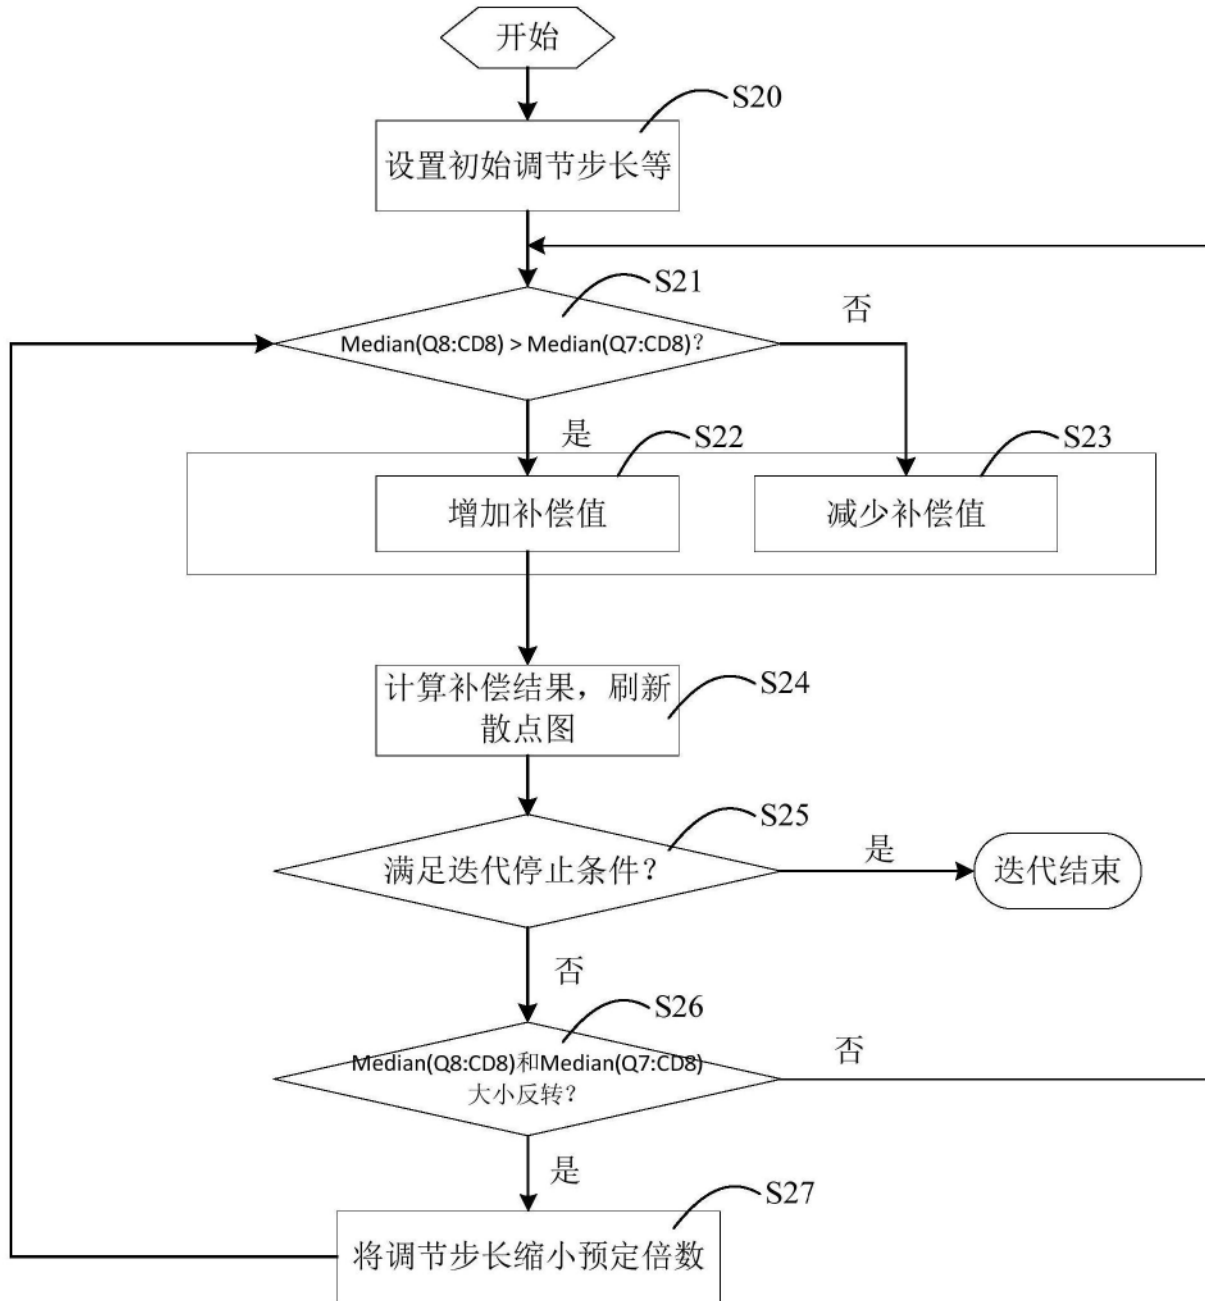 开始
S20
设置初始调节步长等
S21
否
Median(Q8:CD8) > Median(Q7:CD8)?
是
S22
S23
增加补偿值
减少补偿值
计算补偿结果，刷新
散点图
S24
S25
满足迭代停止条件？
是
迭代结束
否
S26
Median(Q8:CD8)和Median(Q7:CD8)
大小反转？
否
是
S27
将调节步长缩小预定倍数